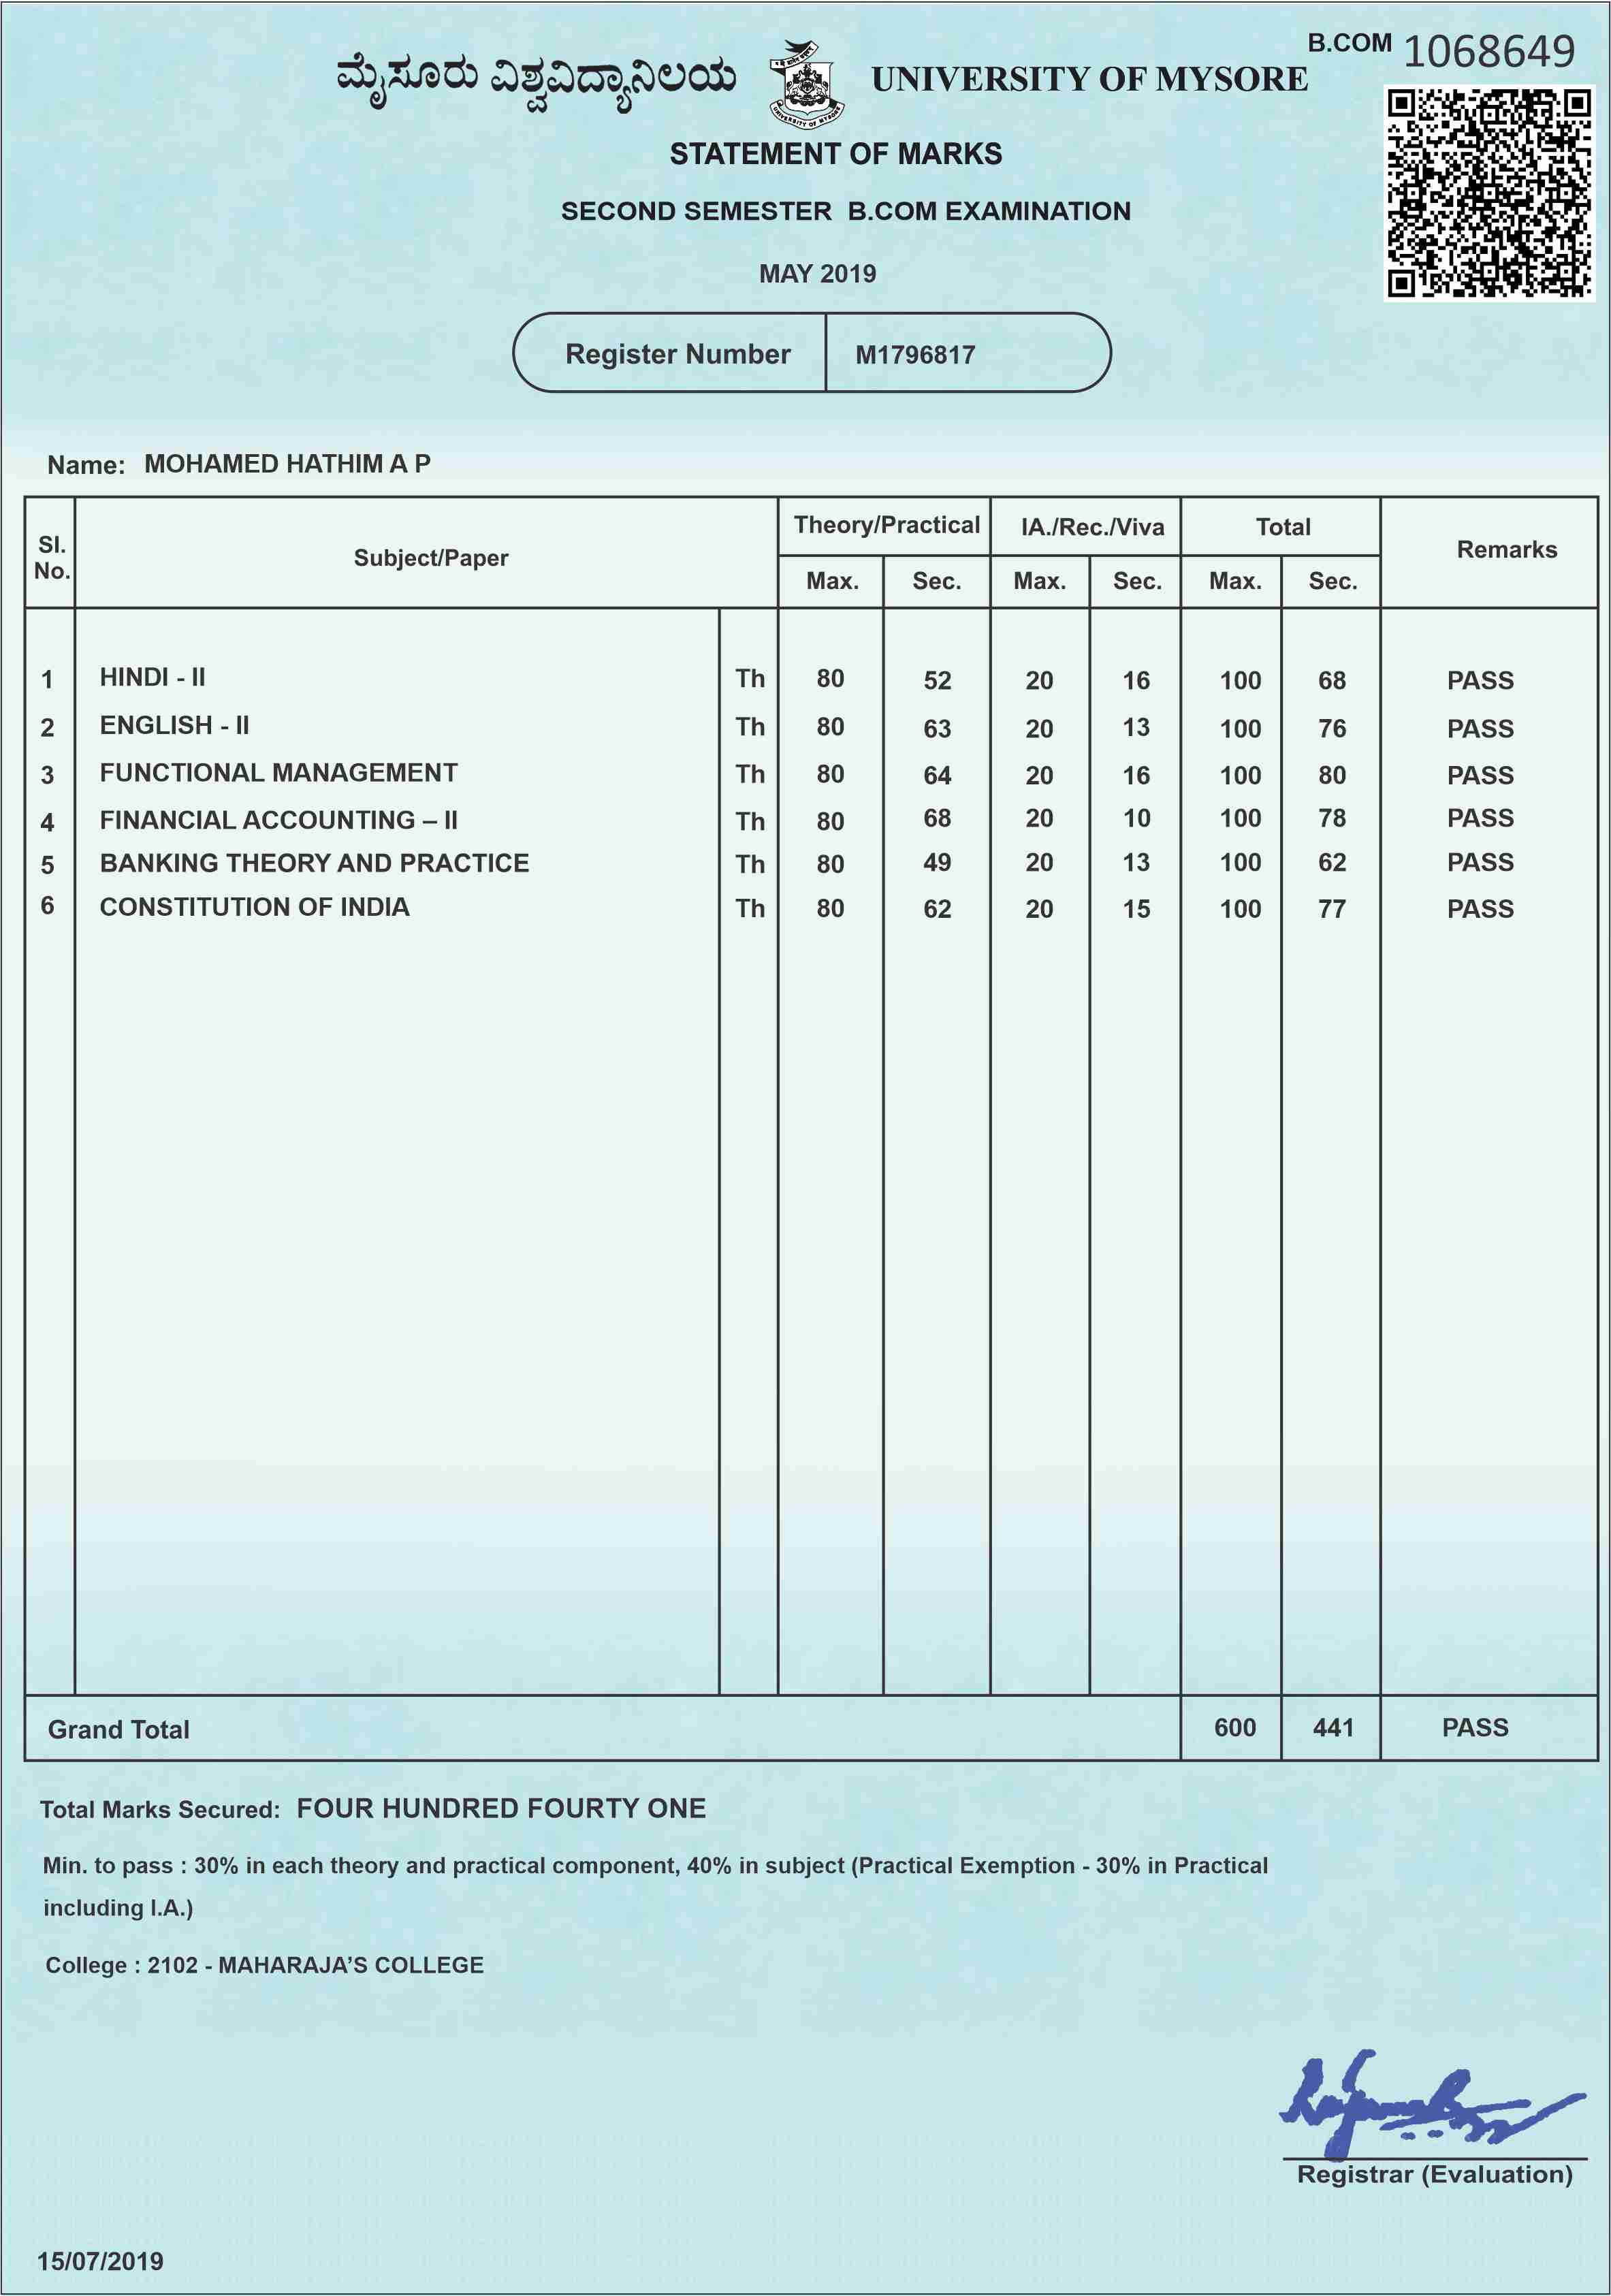 B.COM 1068649
ಮೈಸೂರು ವಿಶ್ವವಿದ್ಯಾನಿಲಯ UNIVERSITY OF MYSORE
UNIVERSITY OF MYSORE
STATEMENT OF MARKS
SECOND SEMESTER B.COM EXAMINATION
MAY 2019
Register Number M1796817
Name: MOHAMED HATHIM A P
Sl. No. Subject/Paper Theory/Practical IA./Rec./Viva Total Remarks
Max. Sec. Max. Sec. Max. Sec.
1 HINDI - II Th 80 52 20 16 100 68 PASS
2 ENGLISH - II Th 80 63 20 13 100 76 PASS
3 FUNCTIONAL MANAGEMENT Th 80 64 20 16 100 80 PASS
4 FINANCIAL ACCOUNTING – II Th 80 68 20 10 100 78 PASS
5 BANKING THEORY AND PRACTICE Th 80 49 20 13 100 62 PASS
6 CONSTITUTION OF INDIA Th 80 62 20 15 100 77 PASS
Grand Total 600 441 PASS
Total Marks Secured: FOUR HUNDRED FOURTY ONE
Min. to pass : 30% in each theory and practical component, 40% in subject (Practical Exemption - 30% in Practical
including I.A.)
College : 2102 - MAHARAJA’S COLLEGE
Registrar (Evaluation)
15/07/2019